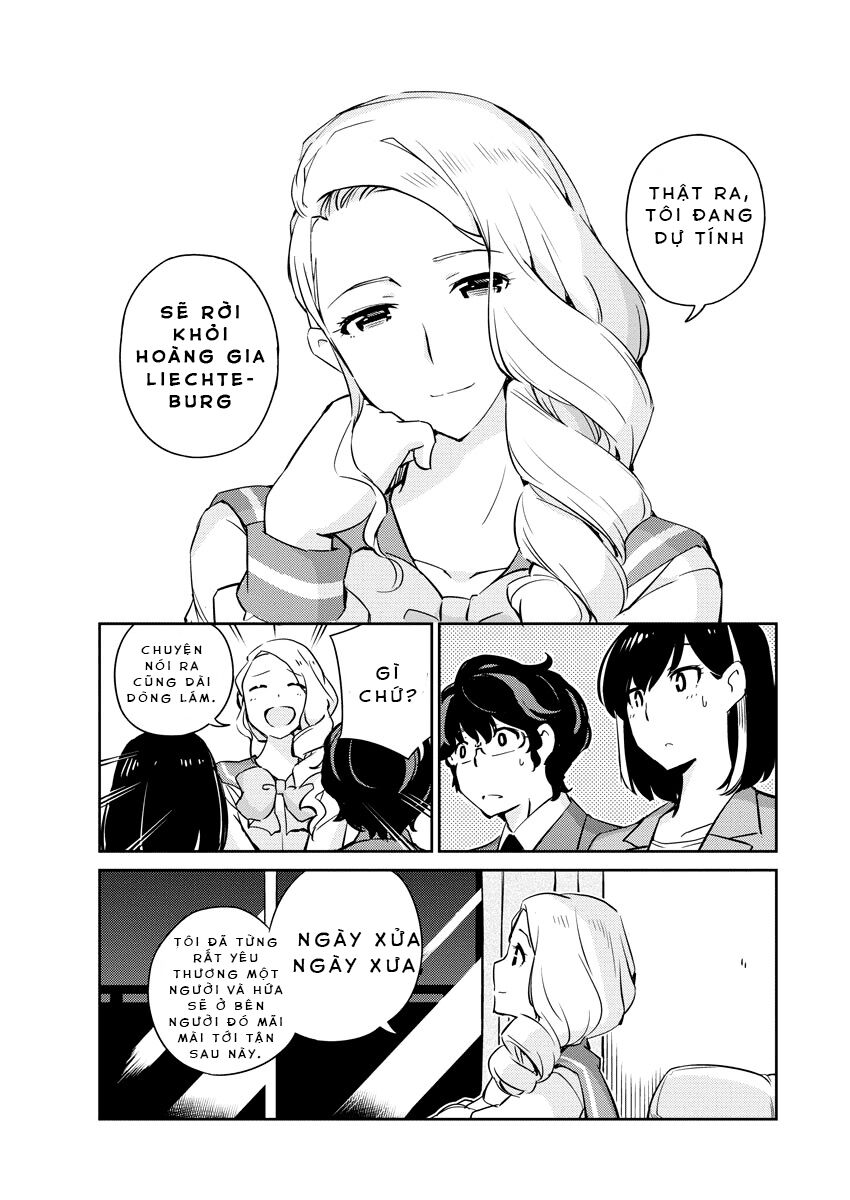 THẬT RA,
TÔI ĐANG
DỰ TÍNH
SẼ RỜI
KHỎI
HOÀNG GIA
LIECHTE-
BURG
GÌ
CHỨ?
CHUYỆN
NÓI RA
CŨNG DÀI
DÒNG LẮM.
NGÀY XỬA
NGÀY XƯA,
TÔI ĐÃ TỪNG
RẤT YÊU
THƯƠNG MỘT
NGƯỜI VÀ HỨA
SẼ Ở BÊN
NGƯỜI ĐÓ MÃI
MÃI TỚI TẬN
SAU NÀY.